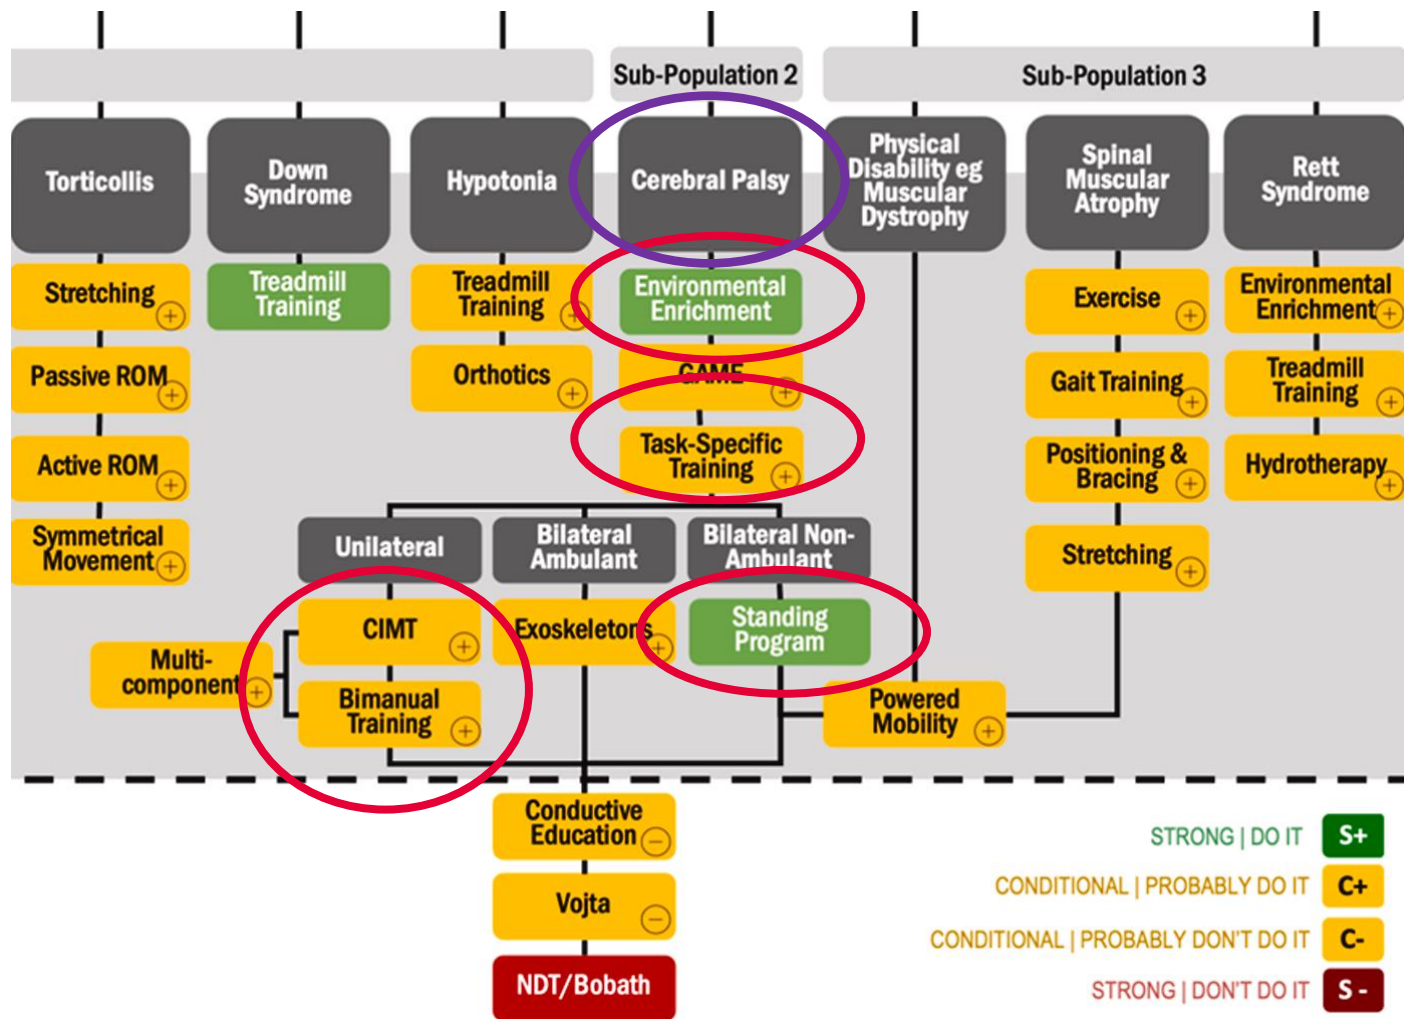 Sub-Population 2
Sub-Population 3
Torticollis
Down
Syndrome
Hypotonia
Cerebral Palsy
Physical
Disability eg
Muscular
Dystrophy
Spinal
Muscular
Atrophy
Rett
Syndrome
Stretching +
Passive ROM +
Active ROM +
Symmetrical
Movement +
Treadmill
Training
Treadmill
Training +
Orthotics +
Environmental
Enrichment
GAME +
Task-Specific
Training +
Exercise +
Gait Training +
Positioning &
Bracing +
Stretching +
Environmental
Enrichment +
Treadmill
Training +
Hydrotherapy +
Unilateral
Bilateral
Ambulant
Bilateral Non-
Ambulant
Multi-
component +
CIMT +
Bimanual
Training +
Exoskeletons +
Standing
Program
Powered
Mobility +
Conductive
Education −
Vojta −
NDT/Bobath
STRONG | DO IT S+
CONDITIONAL | PROBABLY DO IT C+
CONDITIONAL | PROBABLY DON'T DO IT C-
STRONG | DON'T DO IT S -